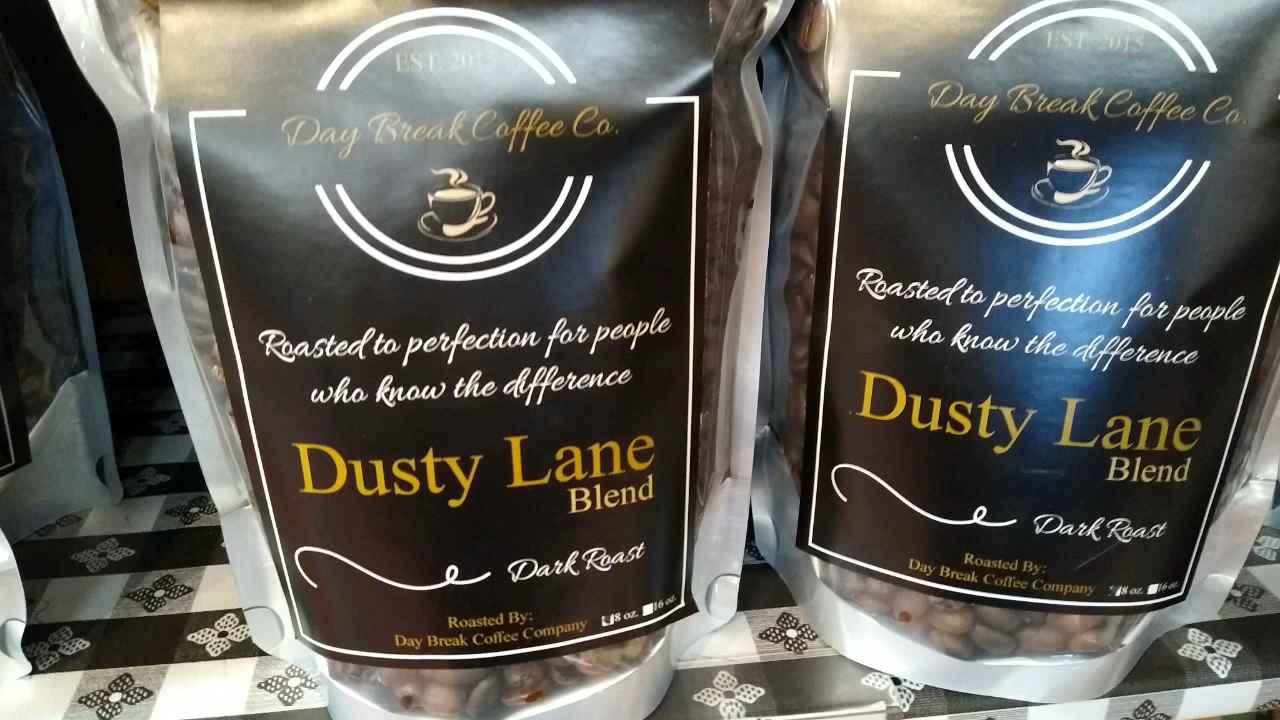 EST. 2015
Day Break Coffee Co.
Roasted to perfection for people
who know the difference
Dusty Lane
Blend
Dark Roast
Roasted By:
Day Break Coffee Company
8 oz. 16 oz.
EST. 2015
Day Break Coffee Co.
Roasted to perfection for people
who know the difference
Dusty Lane
Blend
Dark Roast
Roasted By:
Day Break Coffee Company
8 oz. 16 oz.